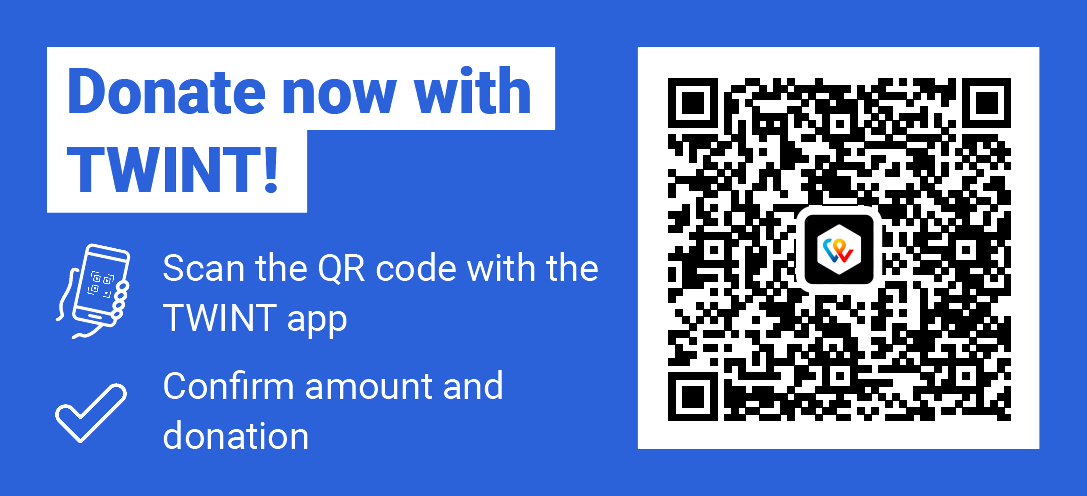 Donate now with
TWINT!
Scan the QR code with the
TWINT app
Confirm amount and
donation